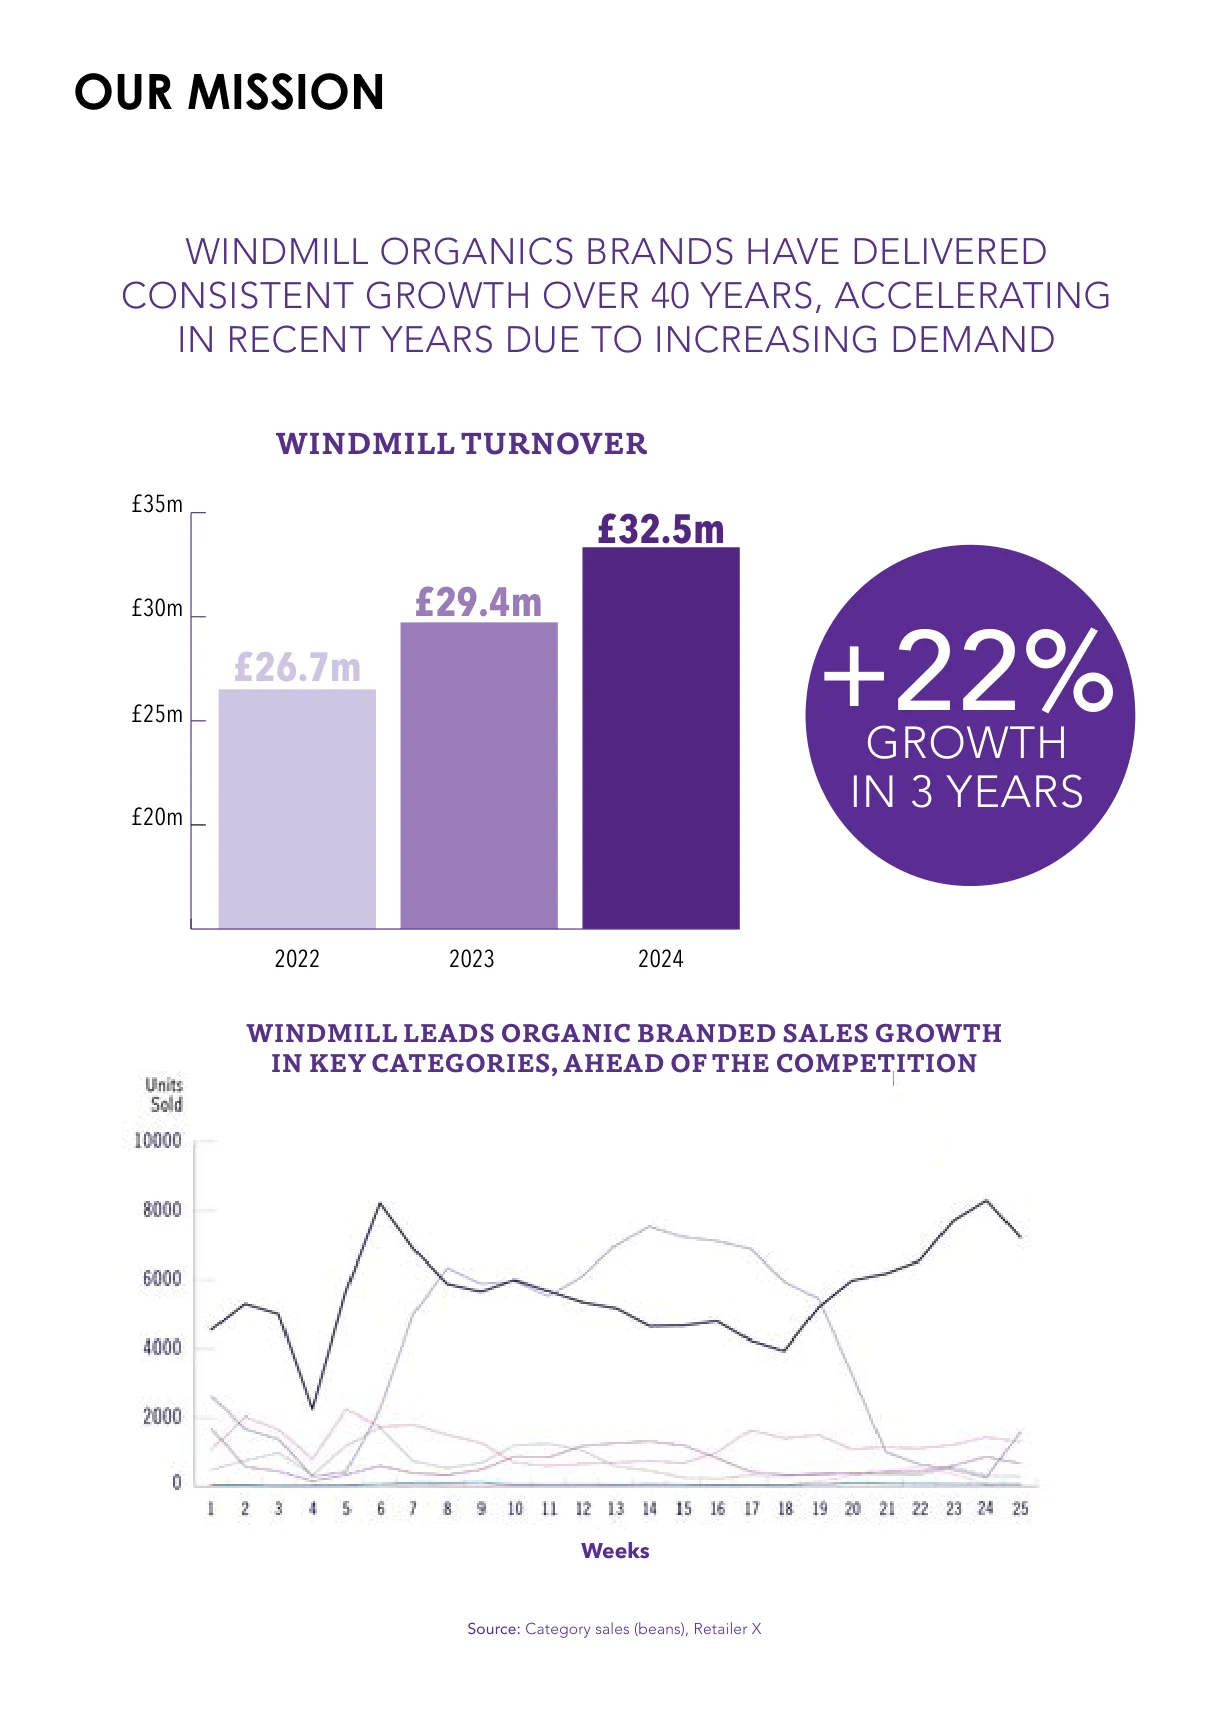 OUR MISSION
WINDMILL ORGANICS BRANDS HAVE DELIVERED
CONSISTENT GROWTH OVER 40 YEARS, ACCELERATING
IN RECENT YEARS DUE TO INCREASING DEMAND
WINDMILL TURNOVER
£35m
£30m
£25m
£20m
£26.7m
£29.4m
£32.5m
2022
2023
2024
+22%
GROWTH
IN 3 YEARS
WINDMILL LEADS ORGANIC BRANDED SALES GROWTH
IN KEY CATEGORIES, AHEAD OF THE COMPETITION
Units
Sold
10000
8000
6000
4000
2000
0
1 2 3 4 5 6 7 8 9 10 11 12 13 14 15 16 17 18 19 20 21 22 23 24 25
Weeks
Source: Category sales (beans), Retailer X